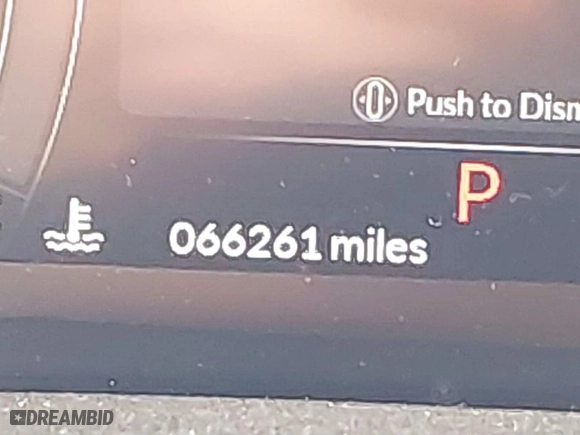 Push to Dism
P
066261 miles
DREAMBID